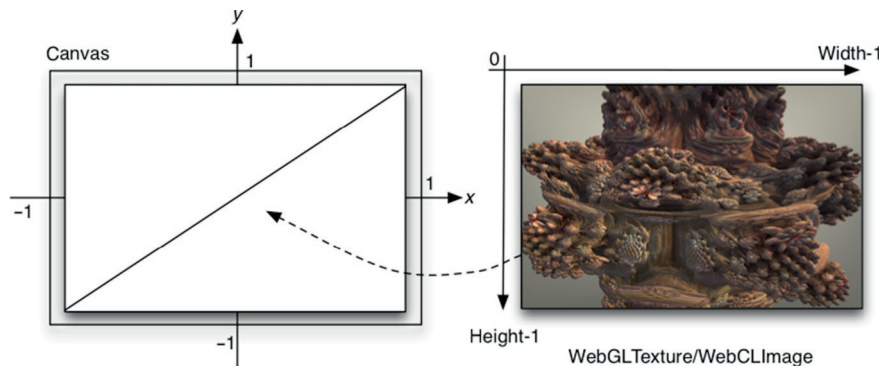 y
Canvas
1
0
Width-1
1
x
−1
−1
Height-1
WebGLTexture/WebCLImage